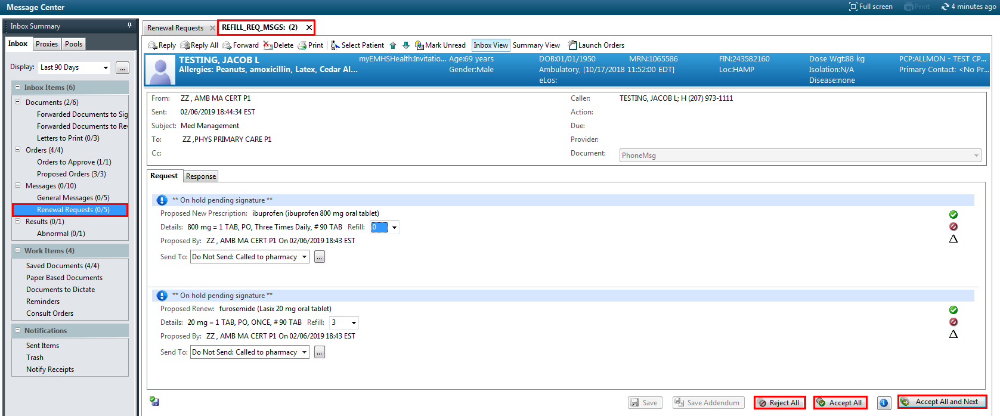 Message Center
Full screen Print 4 minutes ago
Inbox Summary
Inbox Proxies Pools
Display: Last 90 Days ...
Inbox Items (6)
Documents (2/6)
Forwarded Documents to Sig
Forwarded Documents to Rev
Letters to Print (0/3)
Orders (4/4)
Orders to Approve (1/1)
Proposed Orders (3/3)
Messages (0/10)
General Messages (0/5)
Renewal Requests (0/5)
Results (0/1)
Abnormal (0/1)
Work Items (4)
Saved Documents (4/4)
Paper Based Documents
Documents to Dictate
Reminders
Consult Orders
Notifications
Sent Items
Trash
Notify Receipts
Renewal Requests REFILL_REQ_MSGS: (2)
Reply Reply All Forward Delete Print Select Patient Mark Unread Inbox View Summary View Launch Orders
TESTING, JACOB L myEMHSHealth:Invitatio... Age:69 years DOB:01/01/1950 MRN:1065586 FIN:243582160 Dose Wgt:88 kg PCP:ALLMON - TEST CP...
Allergies: Peanuts, amoxicillin, Latex, Cedar Al... Gender:Male Ambulatory, [10/17/2018 11:52:00 EDT] Loc:HAMP Isolation:N/A Primary Contact: <No Pr...
eLos: Disease:none
From: ZZ , AMB MA CERT P1 Caller: TESTING, JACOB L; H (207) 973-1111
Sent: 02/06/2019 18:44:34 EST Action:
Subject: Med Management Due:
To: ZZ ,PHYS PRIMARY CARE P1 Provider:
Cc: Document: PhoneMsg
Request Response
** On hold pending signature **
Proposed New Prescription: ibuprofen (ibuprofen 800 mg oral tablet)
Details: 800 mg = 1 TAB, PO, Three Times Daily, # 90 TAB Refill: 0
Proposed By: ZZ , AMB MA CERT P1 On 02/06/2019 18:43 EST
Send To: Do Not Send: Called to pharmacy ...
** On hold pending signature **
Proposed Renew: furosemide (Lasix 20 mg oral tablet)
Details: 20 mg = 1 TAB, PO, ONCE, # 90 TAB Refill: 3
Proposed By: ZZ , AMB MA CERT P1 On 02/06/2019 18:43 EST
Send To: Do Not Send: Called to pharmacy ...
Save Save Addendum Reject All Accept All Accept All and Next